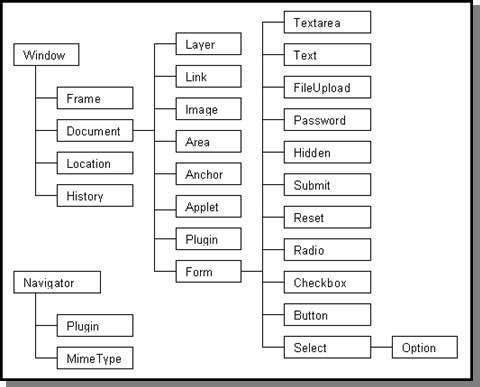 Window
Frame
Document
Location
History
Layer
Link
Image
Area
Anchor
Applet
Plugin
Form
Textarea
Text
FileUpload
Password
Hidden
Submit
Reset
Radio
Checkbox
Button
Select
Option
Navigator
Plugin
MimeType